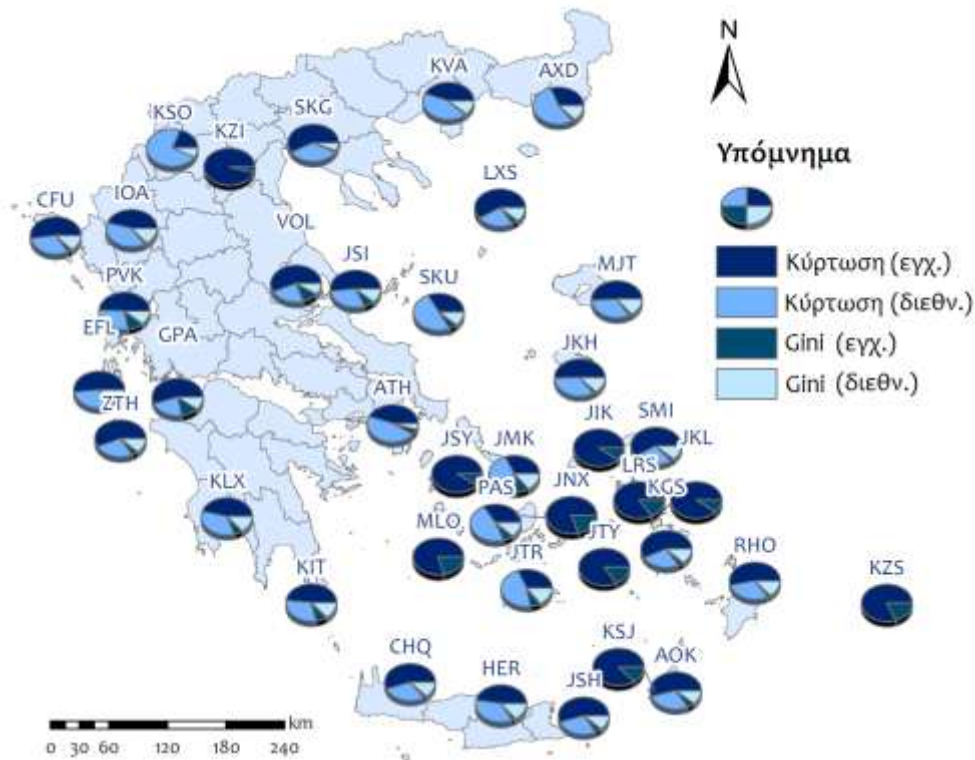 N
KVA
AXD
KSO
SKG
KZI
Υπόμνημα
LXS
CFU
IOA
VOL
JSI
SKU
MJT
Κύρτωση (εγχ.)
PVK
Κύρτωση (διεθν.)
EFL
GPA
Gini (εγχ.)
JKH
Gini (διεθν.)
ZTH
ATH
JIK
SMI
JSY
JMK
JKL
LRS
KLX
PAS
JNX
KGS
MLO
JTR
JTY
RHO
KZS
KIT
CHQ
HER
KSJ
AOK
JSH
km
0 30 60 120 180 240